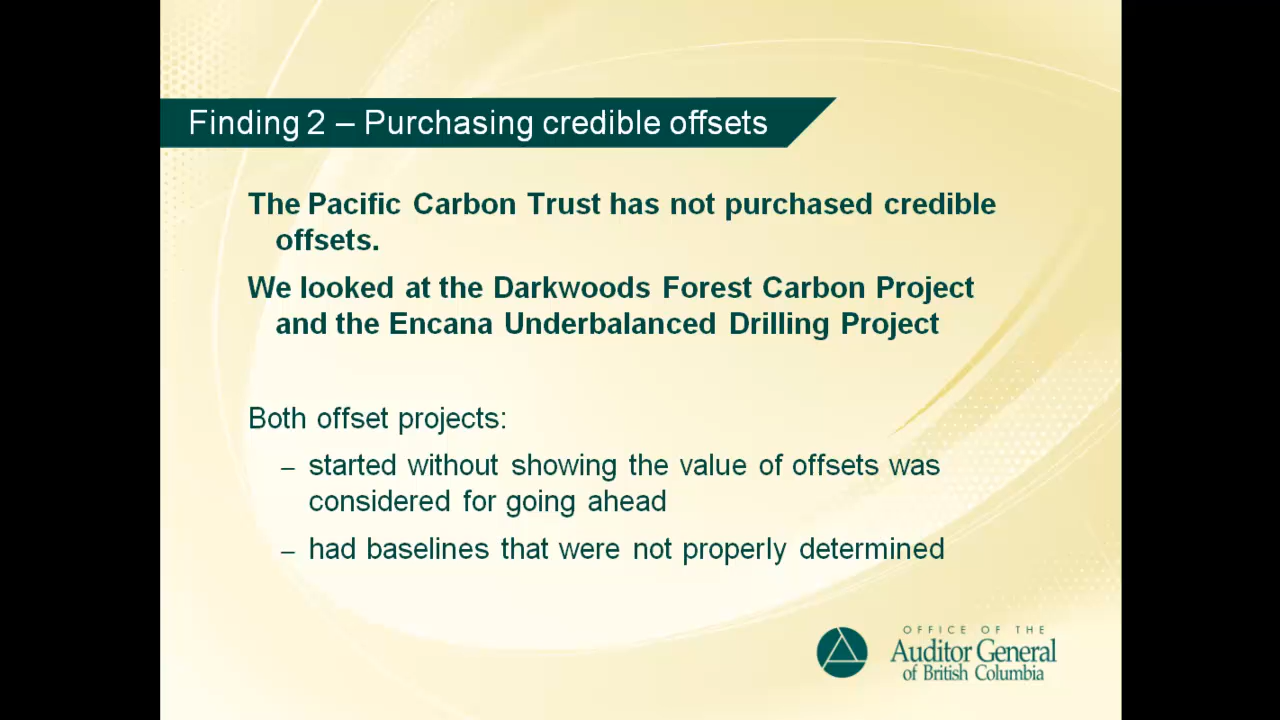 Finding 2 – Purchasing credible offsets
The Pacific Carbon Trust has not purchased credible
offsets.
We looked at the Darkwoods Forest Carbon Project
and the Encana Underbalanced Drilling Project
Both offset projects:
– started without showing the value of offsets was
considered for going ahead
– had baselines that were not properly determined
OFFICE OF THE
Auditor General
of British Columbia